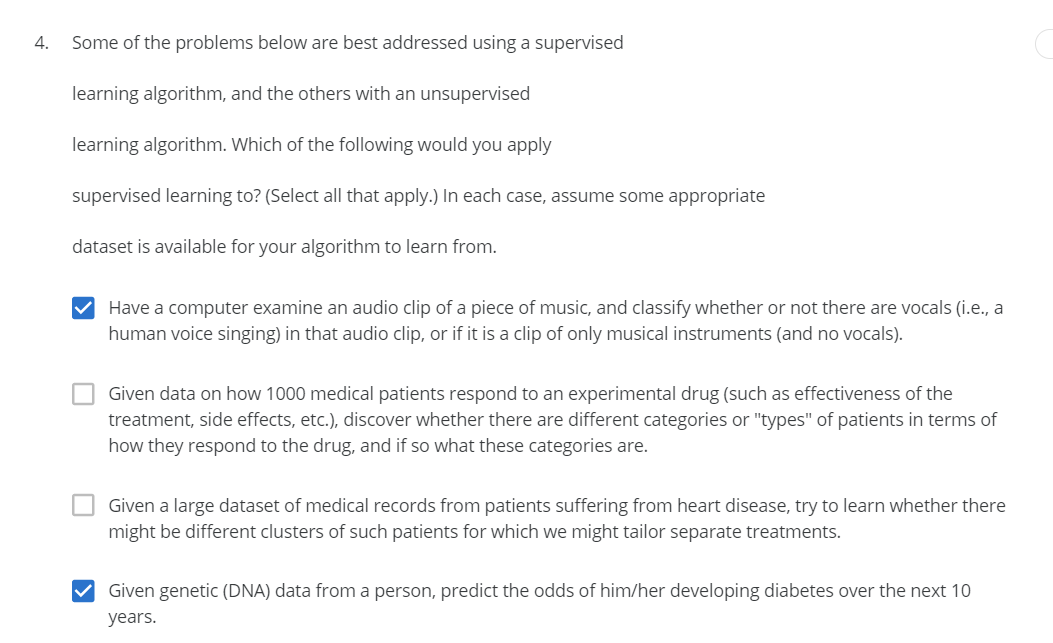 4. Some of the problems below are best addressed using a supervised
learning algorithm, and the others with an unsupervised
learning algorithm. Which of the following would you apply
supervised learning to? (Select all that apply.) In each case, assume some appropriate
dataset is available for your algorithm to learn from.
Have a computer examine an audio clip of a piece of music, and classify whether or not there are vocals (i.e., a
human voice singing) in that audio clip, or if it is a clip of only musical instruments (and no vocals).
Given data on how 1000 medical patients respond to an experimental drug (such as effectiveness of the
treatment, side effects, etc.), discover whether there are different categories or "types" of patients in terms of
how they respond to the drug, and if so what these categories are.
Given a large dataset of medical records from patients suffering from heart disease, try to learn whether there
might be different clusters of such patients for which we might tailor separate treatments.
Given genetic (DNA) data from a person, predict the odds of him/her developing diabetes over the next 10
years.